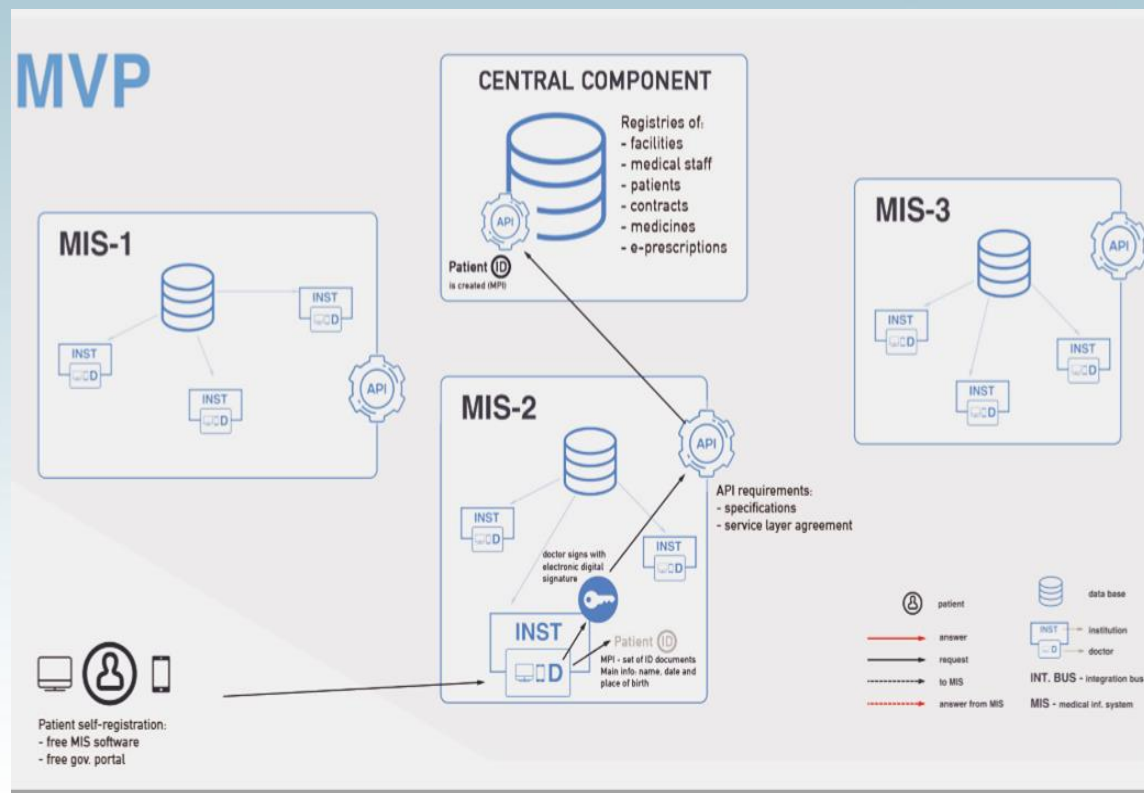 MVP
CENTRAL COMPONENT
Registries of:
- facilities
- medical staff
- patients
- contracts
- medicines
- e-prescriptions
API
Patient ID
is created (MPI)
MIS-1
INST
D
INST
D
INST
D
API
MIS-3
API
INST
D
INST
D
INST
D
MIS-2
API
API requirements:
- specifications
- service layer agreement
INST
D
INST
D
doctor signs with
electronic digital
signature
INST
D
Patient ID
MPI - set of ID documents
Main info: name, date and
place of birth
Patient self-registration:
- free MIS software
- free gov. portal
patient
answer
request
to MIS
answer from MIS
data base
INST
institution
D
doctor
INT. BUS - integration bus
MIS - medical inf. system